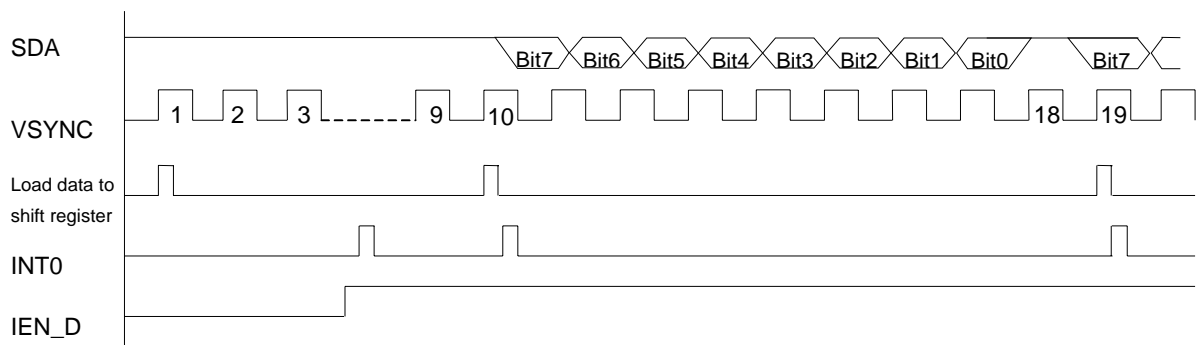 SDA Bit7 Bit6 Bit5 Bit4 Bit3 Bit2 Bit1 Bit0 Bit7
VSYNC 1 2 3 9 10 18 19
Load data to
shift register
INT0
IEN_D